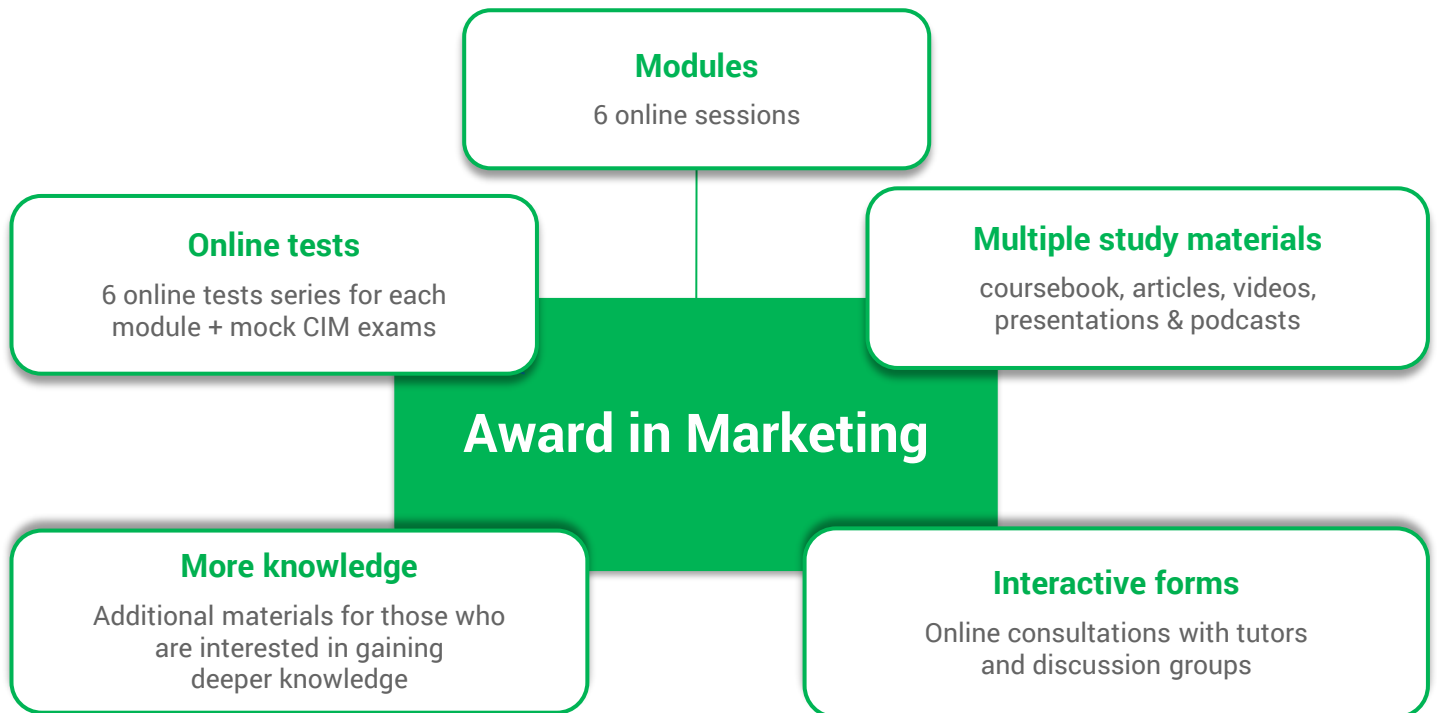 Modules
6 online sessions
Online tests
6 online tests series for each
module + mock CIM exams
Multiple study materials
coursebook, articles, videos,
presentations & podcasts
Award in Marketing
More knowledge
Additional materials for those who
are interested in gaining
deeper knowledge
Interactive forms
Online consultations with tutors
and discussion groups